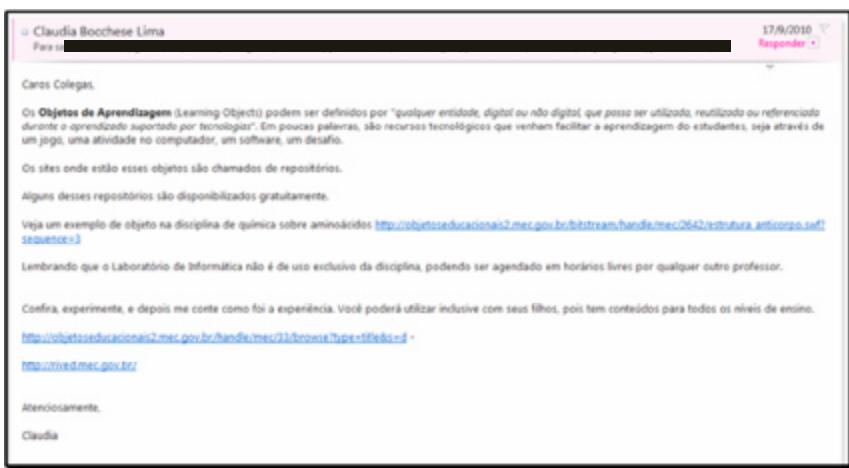 Claudia Bocchese Lima
17/9/2010
Para
Responder
Caros Colegas,
Os Objetos de Aprendizagem (Learning Objects) podem ser definidos por "qualquer entidade, digital ou não digital, que possa ser utilizada, reutilizada ou referenciada
durante o aprendizado suportado por tecnologias". Em poucas palavras, são recursos tecnológicos que venham facilitar a aprendizagem do estudantes, seja através de
um jogo, uma atividade no computador, um software, um desafio.
Os sites onde estão esses objetos são chamados de repositórios.
Alguns desses repositórios são disponibilizados gratuitamente.
Veja um exemplo de objeto na disciplina de química sobre aminoácidos http://objetoseducacionais2.mec.gov.br/bitstream/handle/mec/2642/estrutura_anticorpo.swf?
sequence=3
Lembrando que o Laboratório de Informática não é de uso exclusivo da disciplina, podendo ser agendado em horários livres por qualquer outro professor.
Confira, experimente, e depois me conte como foi a experiência. Você poderá utilizar inclusive com seus filhos, pois tem conteúdos para todos os níveis de ensino.
http://objetoseducacionais2.mec.gov.br/handle/mec/33/browse?type=title&s=d -
http://rived.mec.gov.br/
Atenciosamente,
Claudia